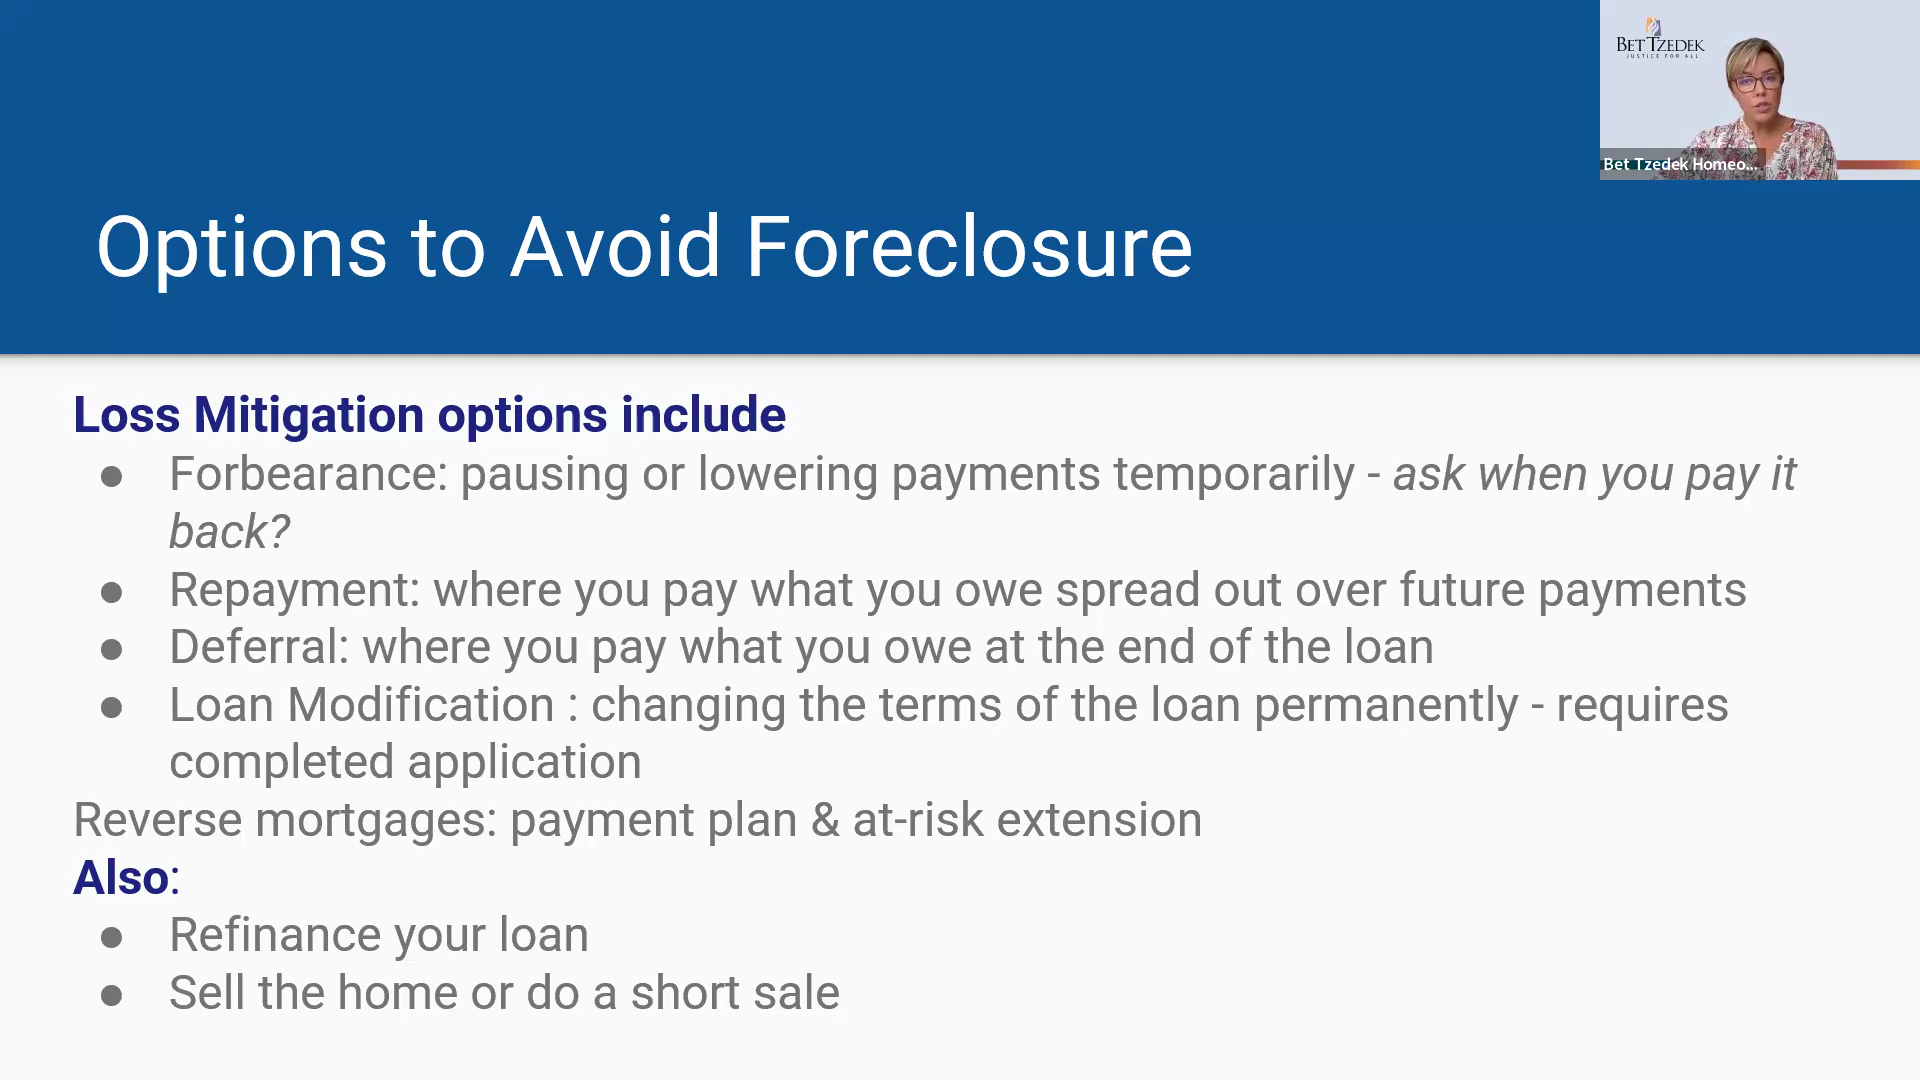 BET TZEDEK
JUSTICE FOR ALL
Bet Tzedek Homeo...
Options to Avoid Foreclosure
Loss Mitigation options include
● Forbearance: pausing or lowering payments temporarily - ask when you pay it
back?
● Repayment: where you pay what you owe spread out over future payments
● Deferral: where you pay what you owe at the end of the loan
● Loan Modification : changing the terms of the loan permanently - requires
completed application
Reverse mortgages: payment plan & at-risk extension
Also:
● Refinance your loan
● Sell the home or do a short sale